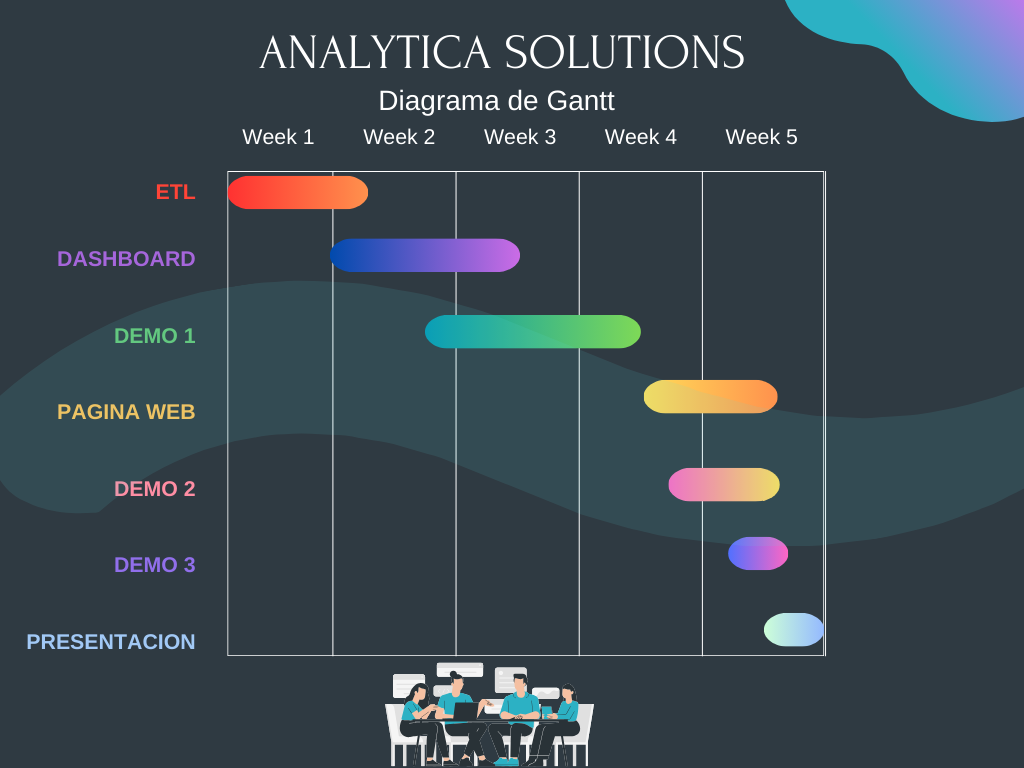 ANALYTICA SOLUTIONS
Diagrama de Gantt
Week 1 Week 2 Week 3 Week 4 Week 5
ETL
DASHBOARD
DEMO 1
PAGINA WEB
DEMO 2
DEMO 3
PRESENTACION